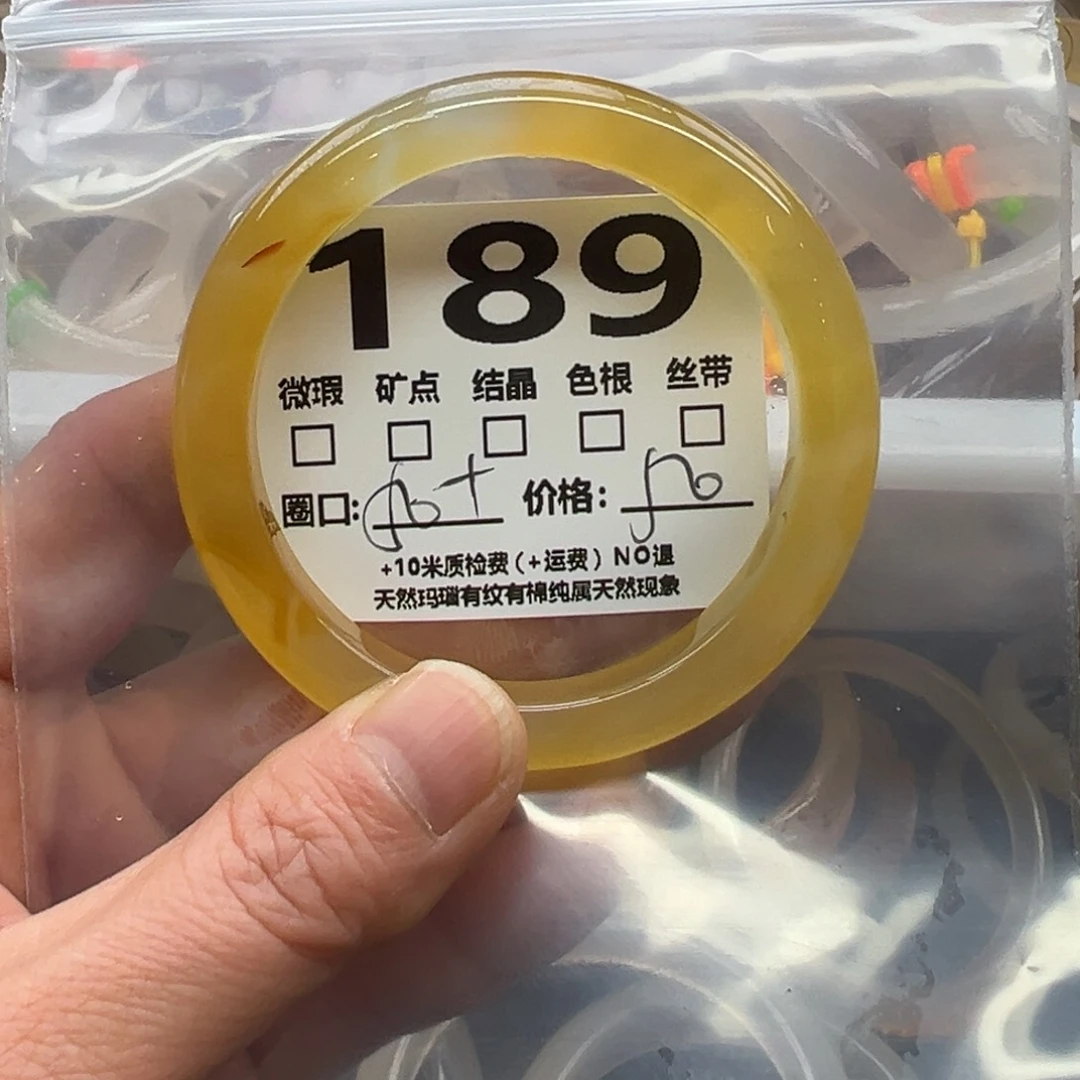 189
微瑕 矿点 结晶 色根 丝带
圈口: 价格:
+10米质检费(+运费) NO退
天然玛瑙有纹有棉纯属天然现象